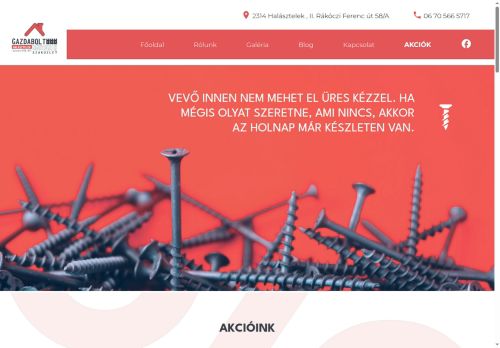 2314 Halásztelek , II. Rákóczi Ferenc út 58/A
06 70 566 5717
GAZDABOLT
SZAKÜZLET
Főoldal
Rólunk
Galéria
Blog
Kapcsolat
AKCIÓK
VEVŐ INNEN NEM MEHET EL ÜRES KÉZZEL. HA
MÉGIS OLYAT SZERETNE, AMI NINCS, AKKOR
AZ HOLNAP MÁR KÉSZLETEN VAN.
AKCIÓINK